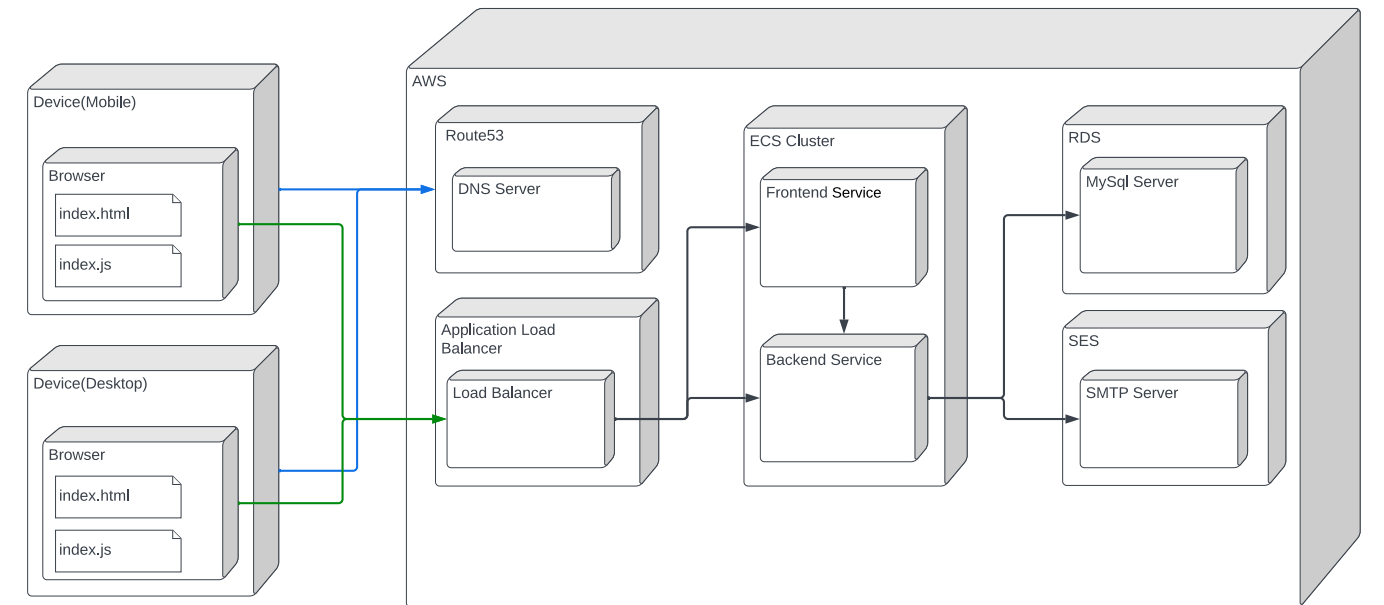 Device(Mobile)
Browser
index.html
index.js
Device(Desktop)
Browser
index.html
index.js
AWS
Route53
DNS Server
Application Load
Balancer
Load Balancer
ECS Cluster
Frontend Service
Backend Service
RDS
MySql Server
SES
SMTP Server